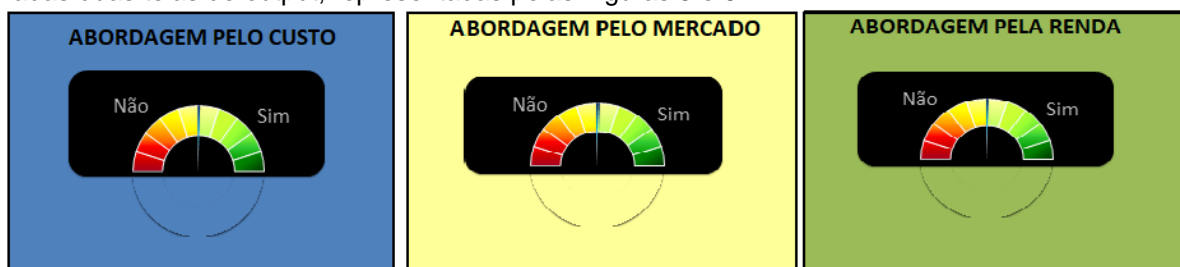 ABORDAGEM PELO CUSTO
Não
Sim
ABORDAGEM PELO MERCADO
Não
Sim
ABORDAGEM PELA RENDA
Não
Sim